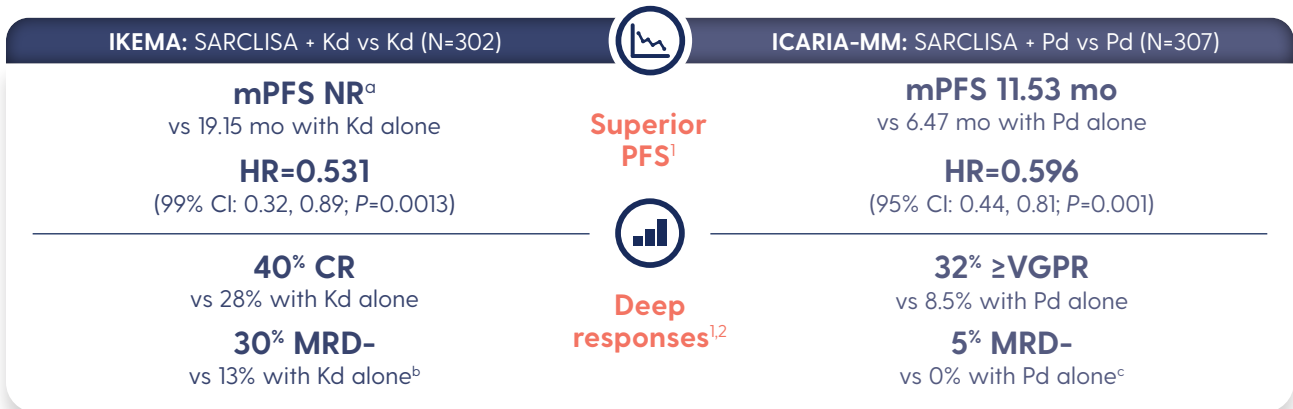 IKEMA: SARCLISA + Kd vs Kd (N=302)
mPFS NRᵃ
vs 19.15 mo with Kd alone
HR=0.531
(99% CI: 0.32, 0.89; P=0.0013)
40% CR
vs 28% with Kd alone
30% MRD-
vs 13% with Kd aloneᵇ
Superior
PFS¹
Deep
responses¹,²
ICARIA-MM: SARCLISA + Pd vs Pd (N=307)
mPFS 11.53 mo
vs 6.47 mo with Pd alone
HR=0.596
(95% CI: 0.44, 0.81; P=0.001)
32% ≥VGPR
vs 8.5% with Pd alone
5% MRD-
vs 0% with Pd aloneᶜ